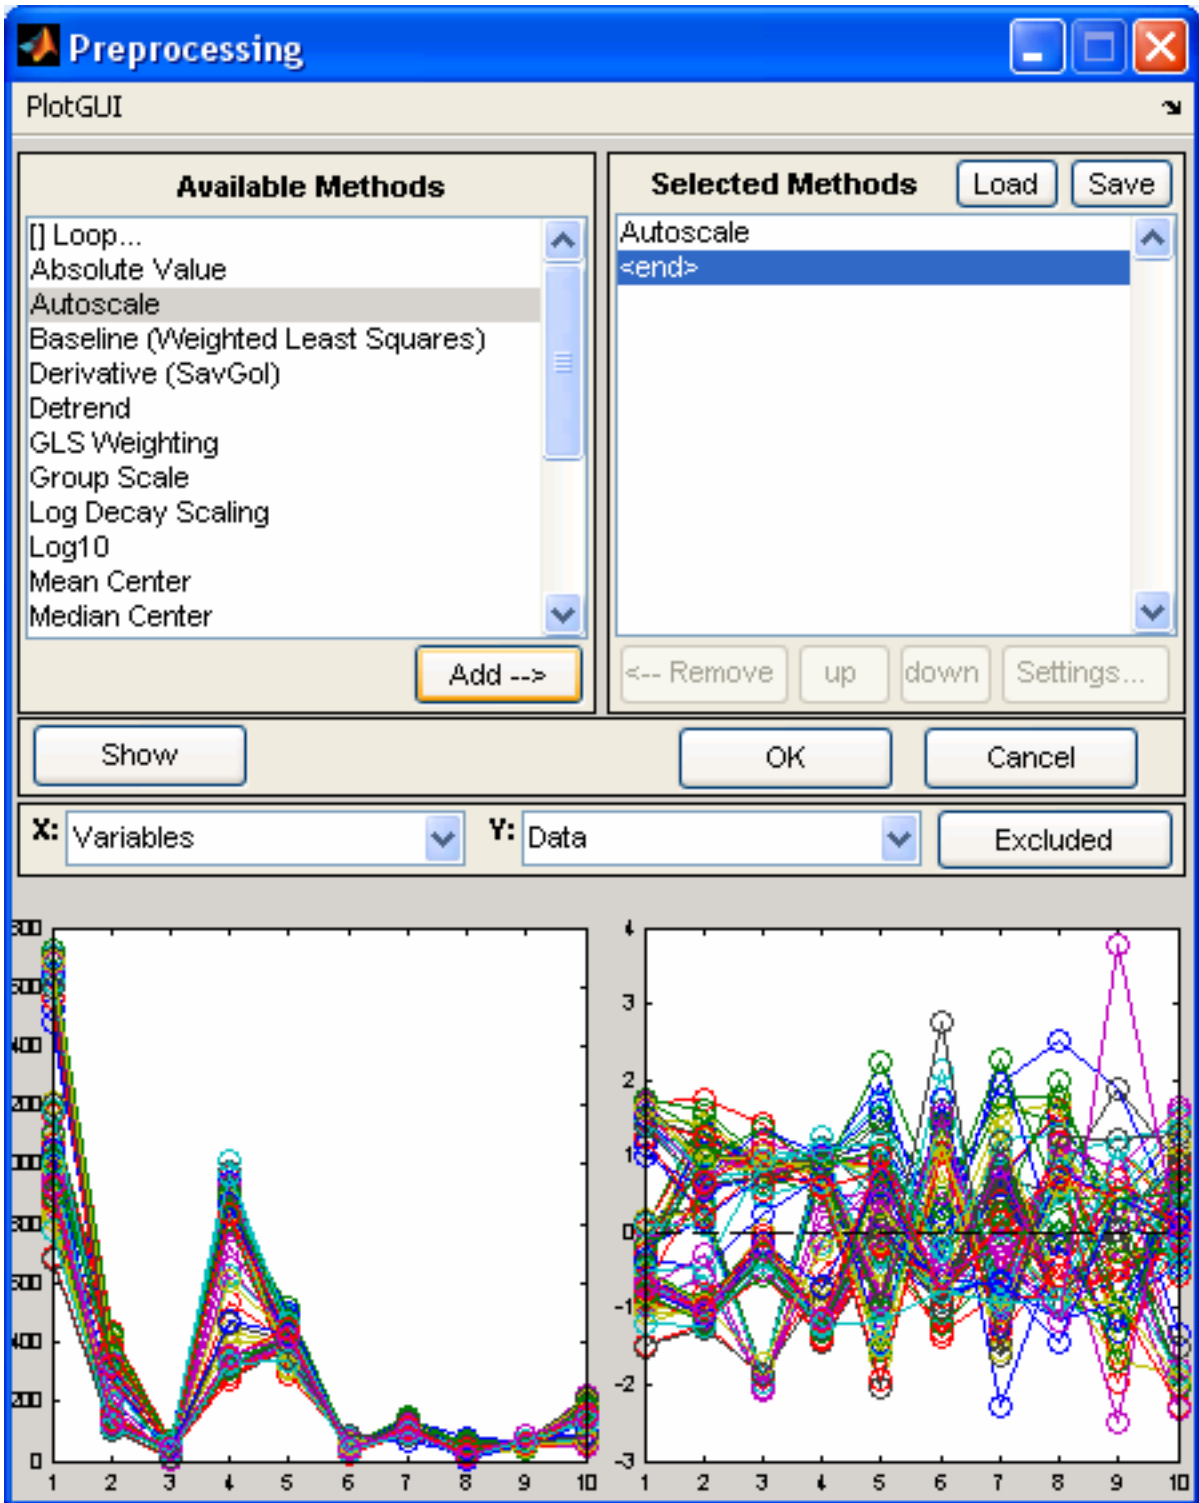 Preprocessing
PlotGUI
Available Methods
[] Loop...
Absolute Value
Autoscale
Baseline (Weighted Least Squares)
Derivative (SavGol)
Detrend
GLS Weighting
Group Scale
Log Decay Scaling
Log10
Mean Center
Median Center
Add -->
Selected Methods Load Save
Autoscale
<end>
<-- Remove up down Settings...
Show OK Cancel
X: Variables Y: Data Excluded
200
0
1 2 3 4 5 6 7 8 9 10
4
3
2
1
0
-1
-2
-3
1 2 3 4 5 6 7 8 9 10